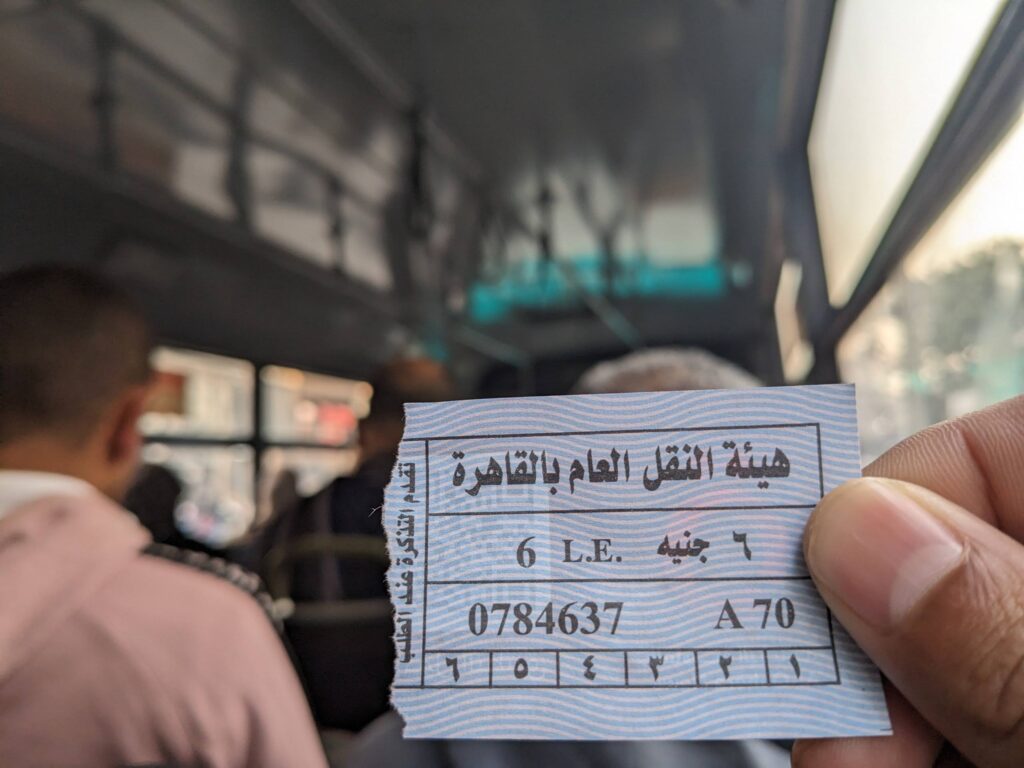 هيئة النقل العام بالقاهرة
6 L.E. ٦ جنيه
0784637 A 70
٦ ٥ ٤ ٣ ٢ ١
تقدم التذكرة عند الطلب